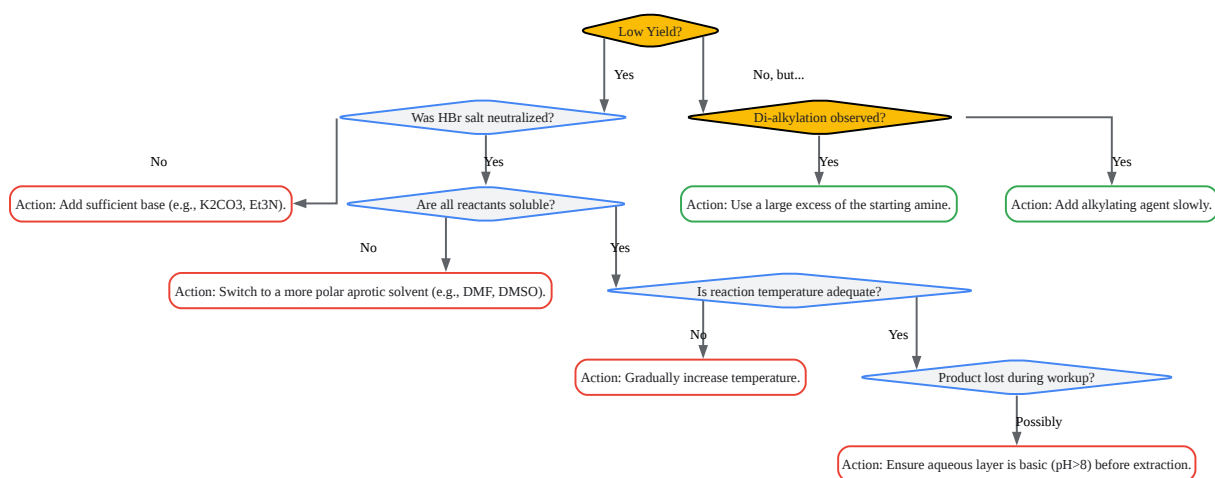 Low Yield?
Yes
No, but...
Was HBr salt neutralized?
Di-alkylation observed?
No
Yes
Yes
Yes
Action: Add sufficient base (e.g., K2CO3, Et3N).
Are all reactants soluble?
Action: Use a large excess of the starting amine.
Action: Add alkylating agent slowly.
No
Yes
Action: Switch to a more polar aprotic solvent (e.g., DMF, DMSO).
Is reaction temperature adequate?
No
Yes
Action: Gradually increase temperature.
Product lost during workup?
Possibly
Action: Ensure aqueous layer is basic (pH>8) before extraction.